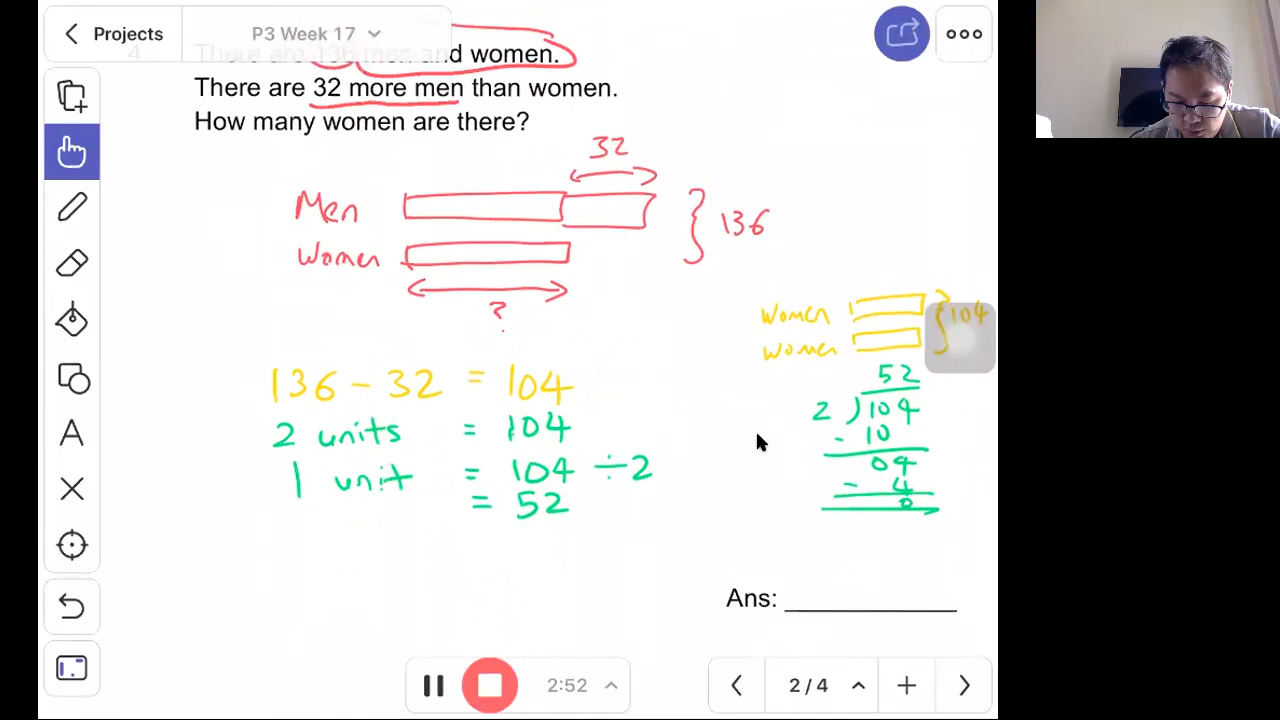 Projects
P3 Week 17
4. There are 136 men and women.
There are 32 more men than women.
How many women are there?
32
Men
136
Women
?
women
104
women
136 - 32 = 104
52
2 ) 104
2 units = 104
- 10
1 unit = 104 ÷ 2
04
- 4
= 52
0
A
Ans:
2:52
2 / 4